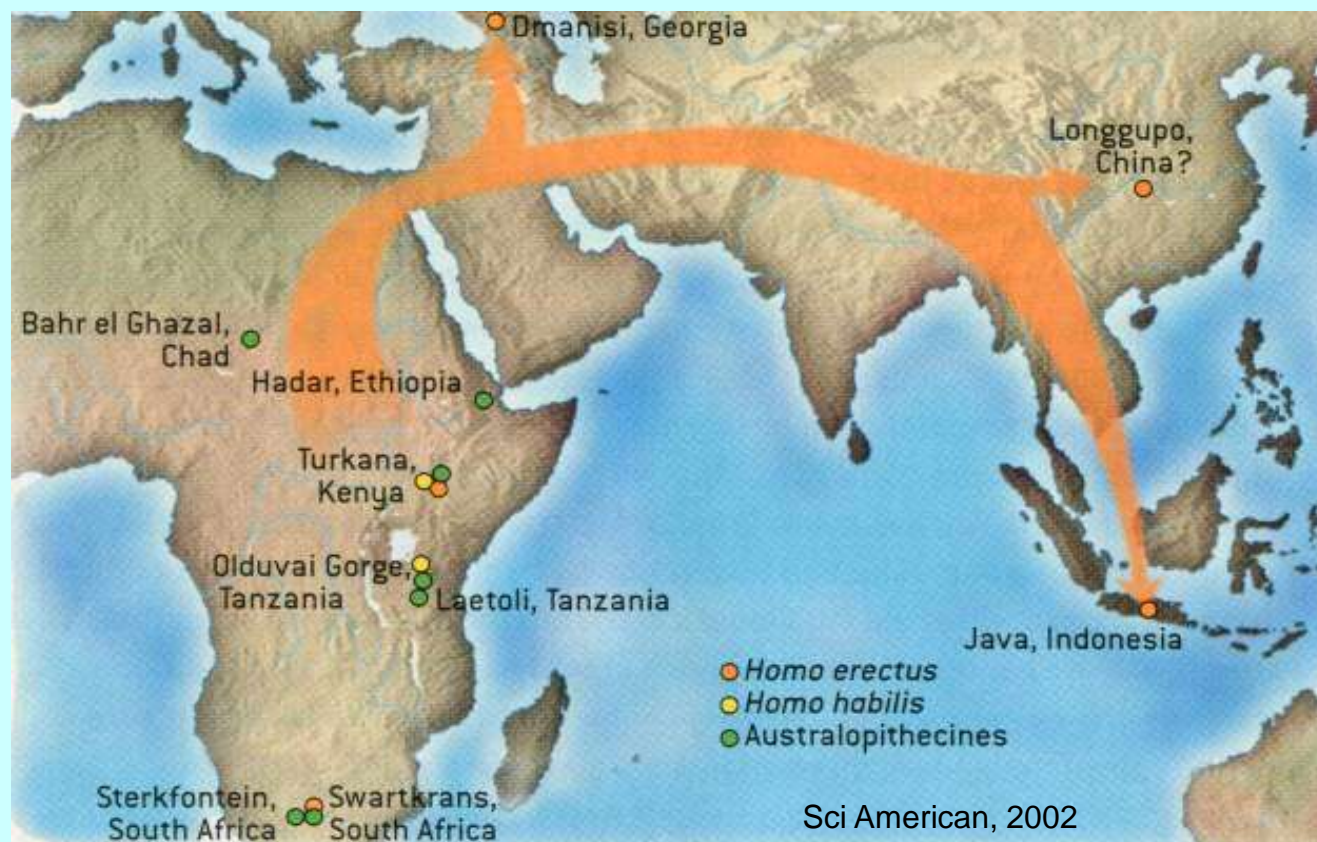 Dmanisi, Georgia
Longgupo,
China?
Bahr el Ghazal,
Chad
Hadar, Ethiopia
Turkana,
Kenya
Olduvai Gorge,
Tanzania
Laetoli, Tanzania
Java, Indonesia
Homo erectus
Homo habilis
Australopithecines
Sterkfontein,
South Africa
Swartkrans,
South Africa
Sci American, 2002